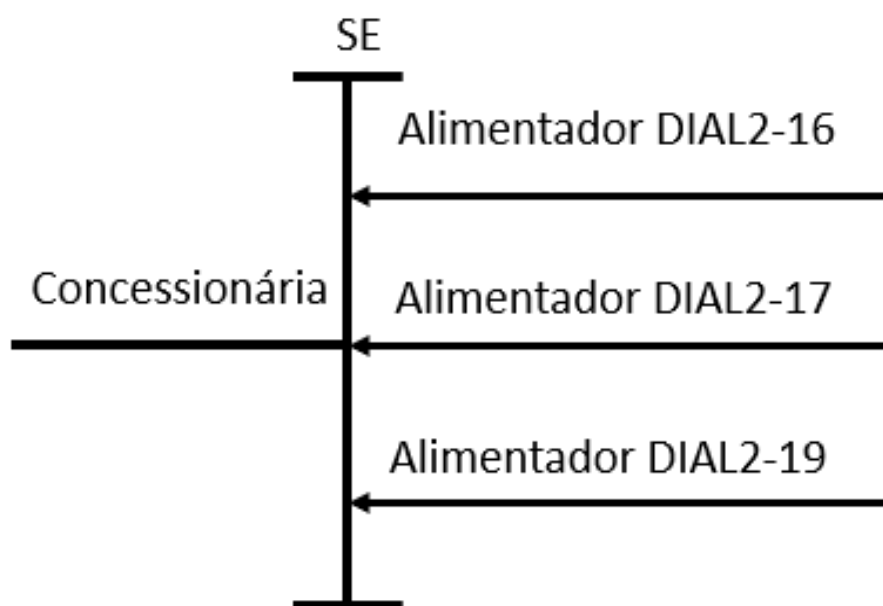 SE
Alimentador DIAL2-16
Concessionária
Alimentador DIAL2-17
Alimentador DIAL2-19